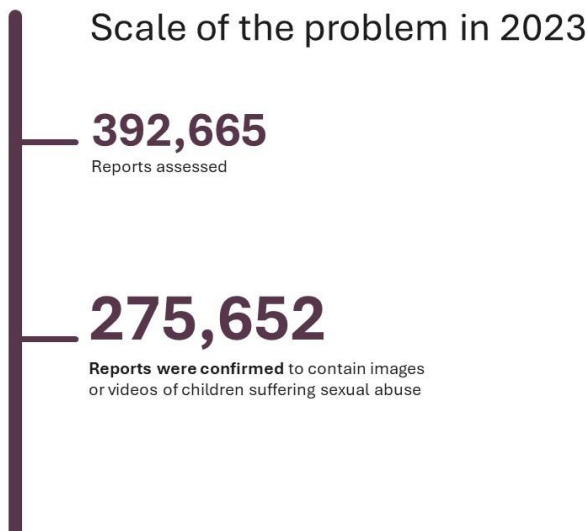 Scale of the problem in 2023
392,665
Reports assessed
275,652
Reports were confirmed to contain images
or videos of children suffering sexual abuse